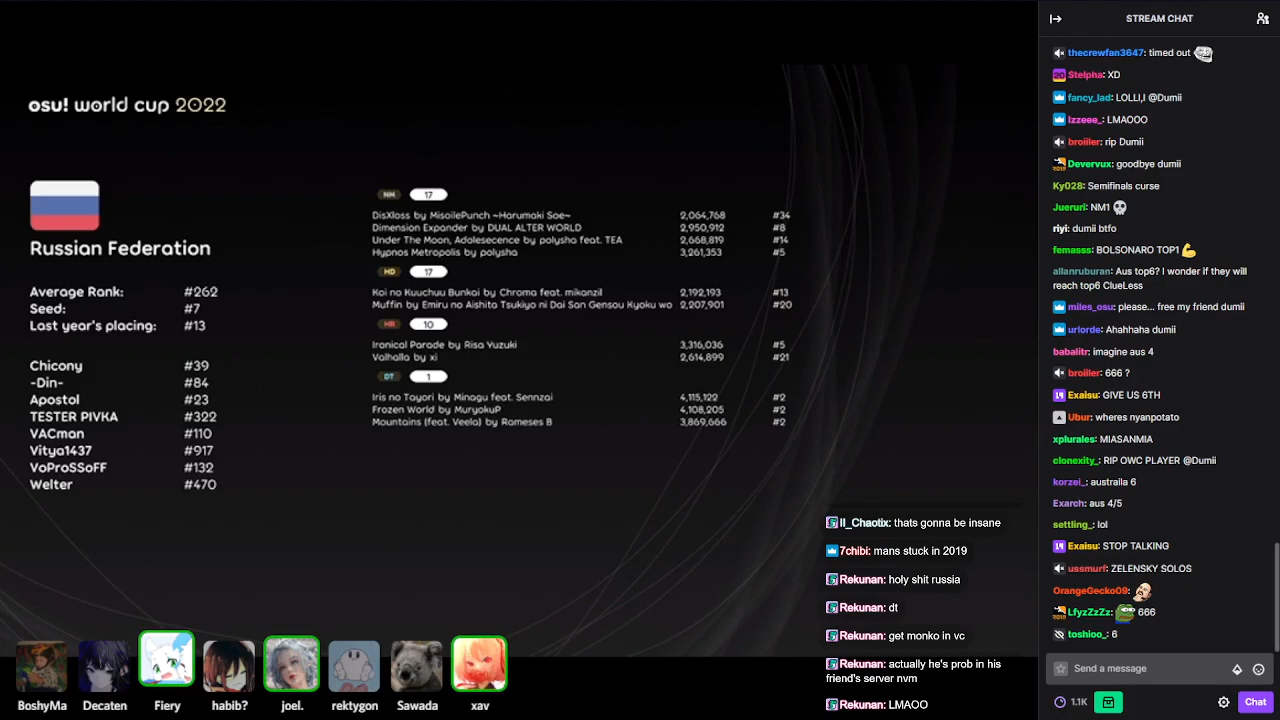 osu! world cup 2022
Russian Federation
Average Rank: #262
Seed: #7
Last year's placing: #13
Chicony #39
-Din- #84
Apostol #23
TESTER PIVKA #322
VACman #110
Vitya1437 #917
VoProSSoFF #132
Welter #470
NM 17
DisXloss by MisoilePunch ~Harumaki Soe~ 2,064,768 #34
Dimension Expander by DUAL ALTER WORLD 2,950,912 #8
Under The Moon, Adolesecence by polysha feat. TEA 2,668,819 #14
Hypnos Metropolis by polysha 3,261,353 #5
HD 17
Koi no Kuuchuu Bunkai by Chroma feat. mikanzil 2,192,193 #13
Muffin by Emiru no Aishita Tsukiyo ni Dai San Gensou Kyoku wo 2,207,901 #20
HR 10
Ironical Parade by Risa Yuzuki 3,316,036 #5
Valhalla by xi 2,614,899 #21
DT 1
Iris no Tayori by Minagu feat. Sennzai 4,115,122 #2
Frozen World by MuryokuP 4,108,205 #2
Mountains (feat. Veela) by Rameses B 3,869,666 #2
II_Chaotix: thats gonna be insane
7chibi: mans stuck in 2019
Rekunan: holy shit russia
Rekunan: dt
Rekunan: get monko in vc
Rekunan: actually he's prob in his
friend's server nvm
Rekunan: LMAOO
BoshyMa
Decaten
Fiery
habib?
joel.
rektygon
Sawada
xav
STREAM CHAT
thecrewfan3647: timed out
20 Stelpha: XD
fancy_lad: LOLLI,I @Dumii
Izzeee_: LMAOOO
broiiler: rip Dumii
2019 Devervux: goodbye dumii
Ky028: Semifinals curse
Jueruri: NM1
riyi: dumii btfo
femasss: BOLSONARO TOP1
allanruburan: Aus top6? I wonder if they will
reach top6 ClueLess
miles_osu: please... free my friend dumii
urlorde: Ahahhaha dumii
babalitr: imagine aus 4
broiiler: 666 ?
Exaisu: GIVE US 6TH
Ubur: wheres nyanpotato
xplurales: MIASANMIA
clonexity_: RIP OWC PLAYER @Dumii
korzei_: austraila 6
Exarch: aus 4/5
settling_: lol
Exaisu: STOP TALKING
ussmurf: ZELENSKY SOLOS
OrangeGecko09:
2019 LfyzZzZz: 666
toshioo_: 6
Send a message
1.1K
Chat